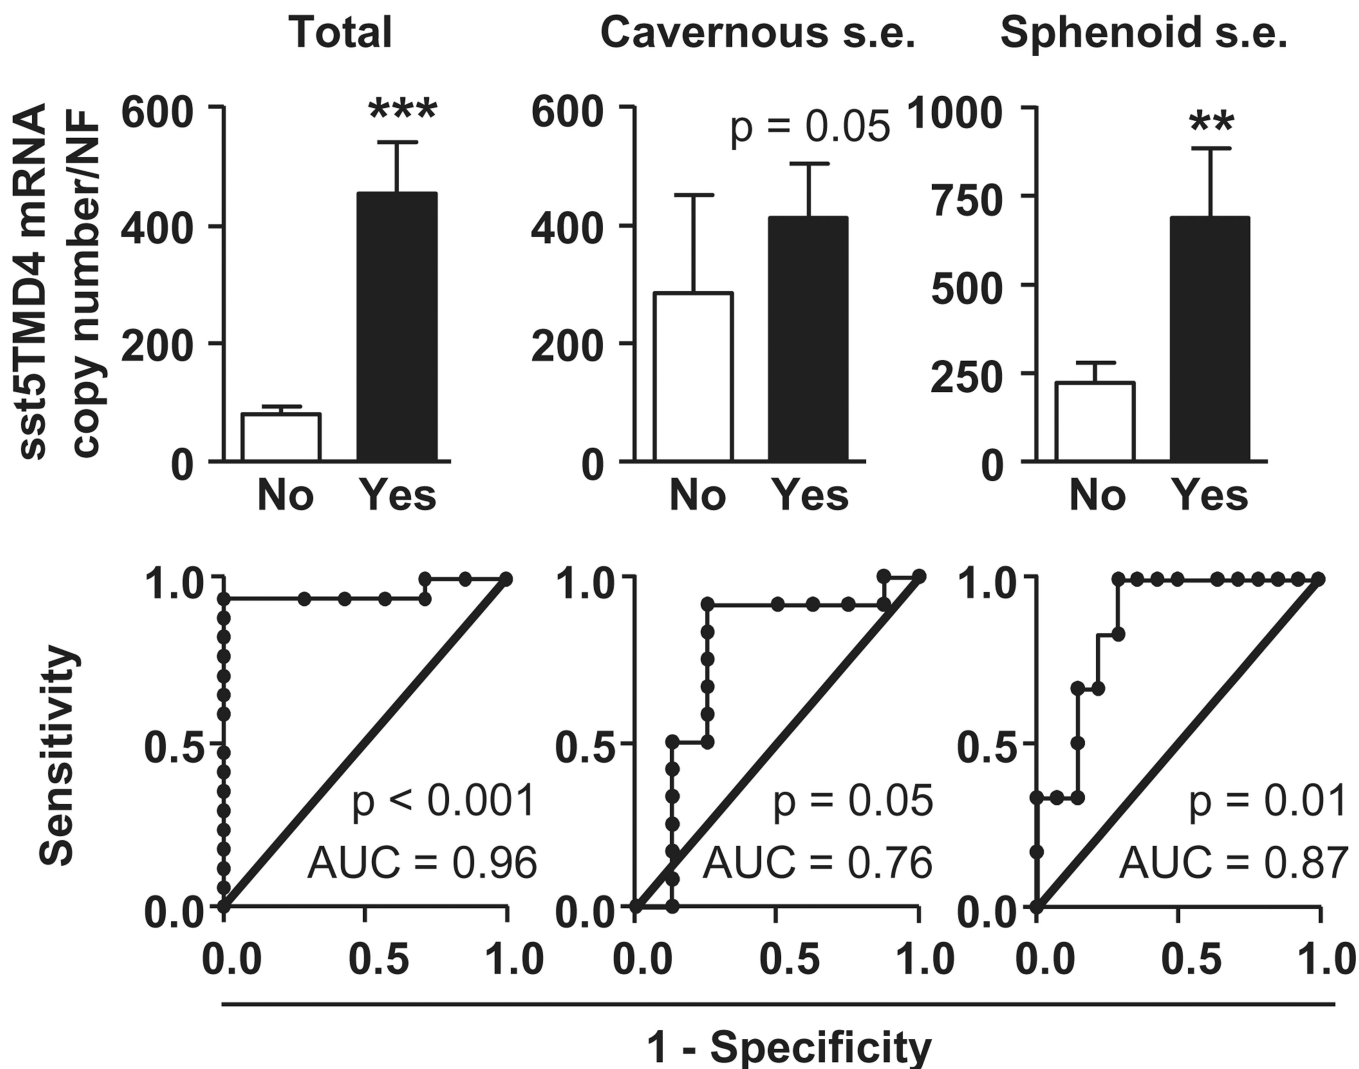 Total
Cavernous s.e.
Sphenoid s.e.
sst5TMD4 mRNA
copy number/NF
600
400
200
0
***
No
Yes
600
400
200
0
p = 0.05
No
Yes
1000
750
500
250
0
**
No
Yes
Sensitivity
1.0
0.5
0.0
p < 0.001
AUC = 0.96
0.0
0.5
1.0
1.0
0.5
0.0
p = 0.05
AUC = 0.76
0.0
0.5
1.0
1.0
0.5
0.0
p = 0.01
AUC = 0.87
0.0
0.5
1.0
1 - Specificity